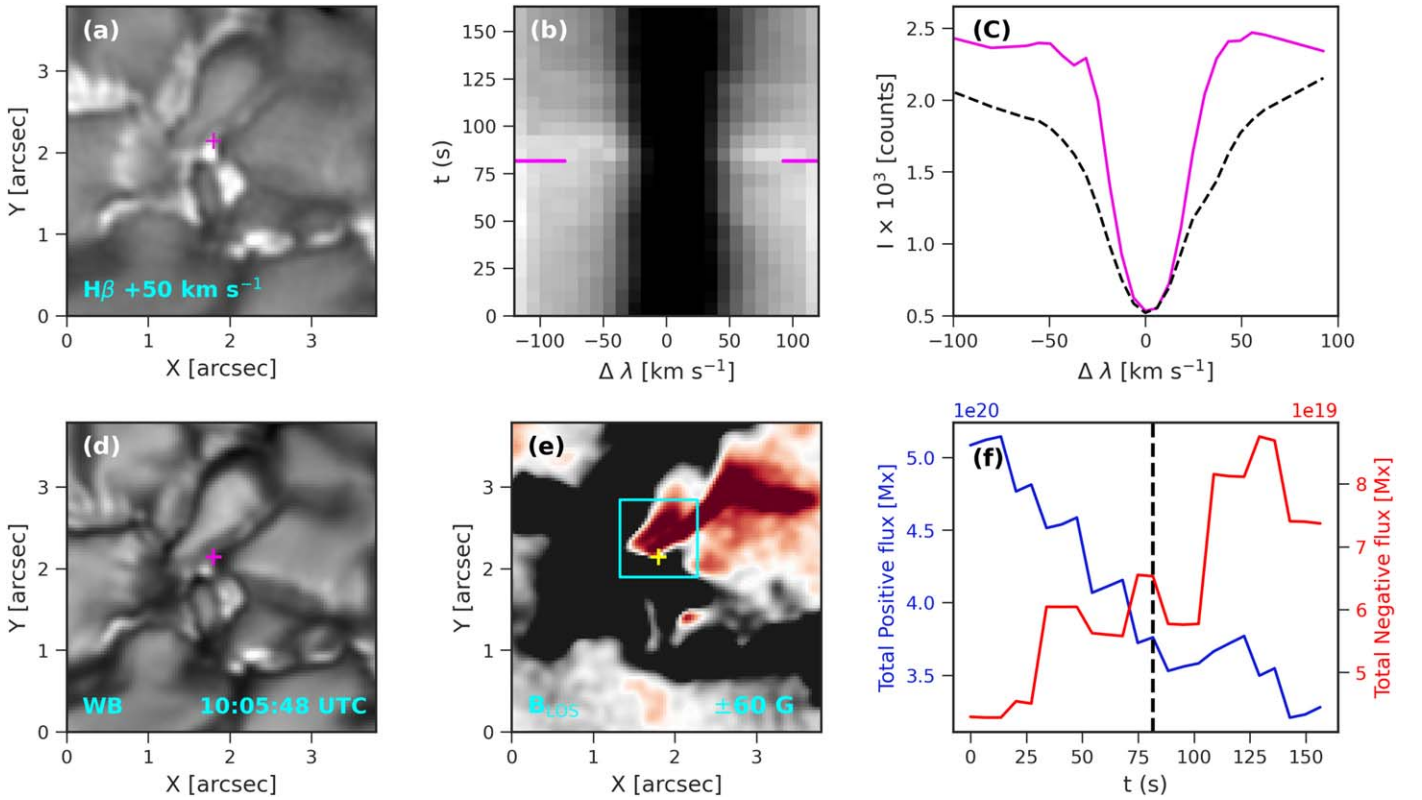 (a)
Y [arcsec]
3
2
1
0
0 1 2 3
X [arcsec]
Hβ +50 km s⁻¹
(b)
t (s)
150
125
100
75
50
25
0
−100 −50 0 50 100
Δ λ [km s⁻¹]
(C)
I × 10³ [counts]
2.5
2.0
1.5
1.0
0.5
−100 −50 0 50
Δ λ [km s⁻¹]
(d)
Y [arcsec]
3
2
1
0
WB 10:05:48 UTC
0 1 2 3
X [arcsec]
(e)
Y [arcsec]
3
2
1
0
B_LOS ±60 G
0 1 2 3
X [arcsec]
1e20 1e19
(f)
Total Positive flux [Mx]
5.0
4.5
4.0
3.5
Total Negative flux [Mx]
8
7
6
5
0 25 50 75 100 125 150
t (s)